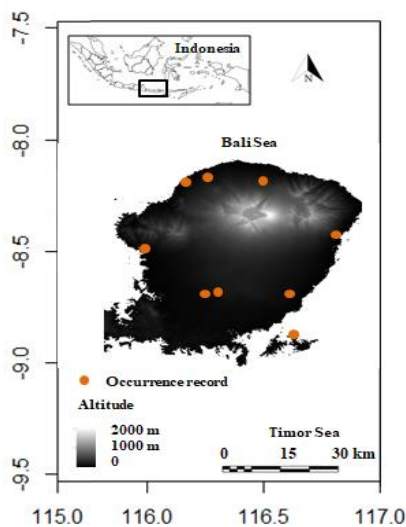 -7.5
Indonesia
N
-8.0
Bali Sea
-8.5
-9.0
Occurrence record
Altitude
2000 m
1000 m
0
Timor Sea
0 15 30 km
-9.5
115.0 116.0 116.5 117.0